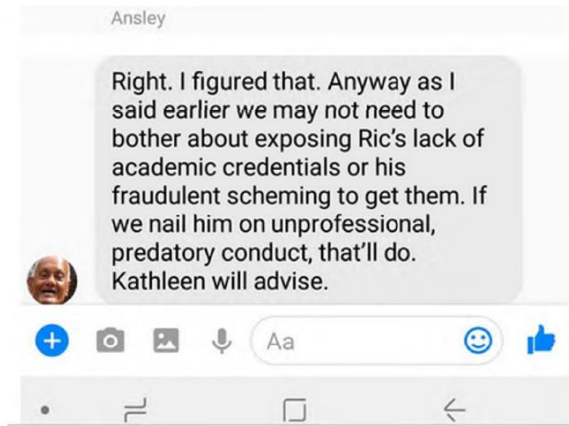 Ansley
Right. I figured that. Anyway as I
said earlier we may not need to
bother about exposing Ric’s lack of
academic credentials or his
fraudulent scheming to get them. If
we nail him on unprofessional,
predatory conduct, that’ll do.
Kathleen will advise.
Aa